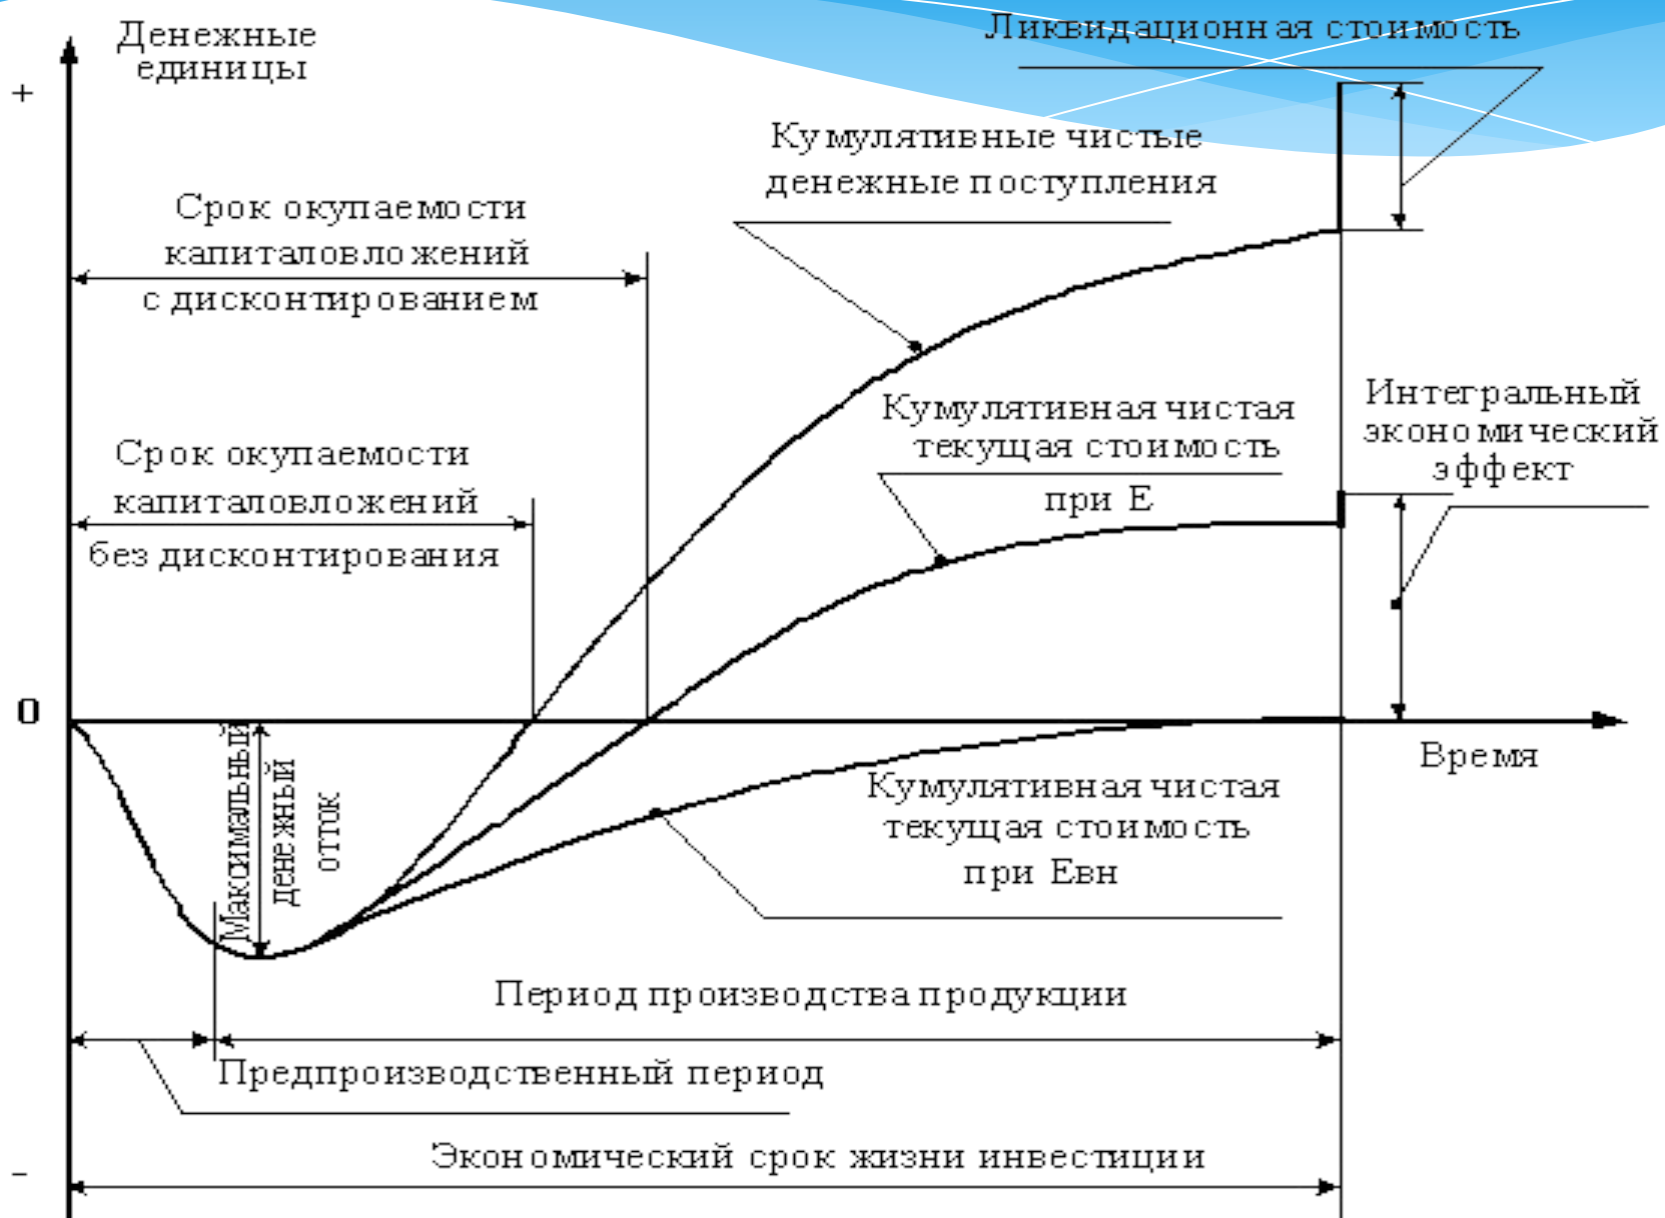 Денежные
единицы
+
Ликвидационная стоимость
Кумулятивные чистые
денежные поступления
Срок окупаемости
капиталовложений
с дисконтированием
Интегральный
экономический
эффект
Кумулятивная чистая
текущая стоимость
при Е
Срок окупаемости
капиталовложений
без дисконтирования
0
Время
Максимальный
денежный
отток
Кумулятивная чистая
текущая стоимость
при Евн
Период производства продукции
Предпроизводственный период
Экономический срок жизни инвестиции
-